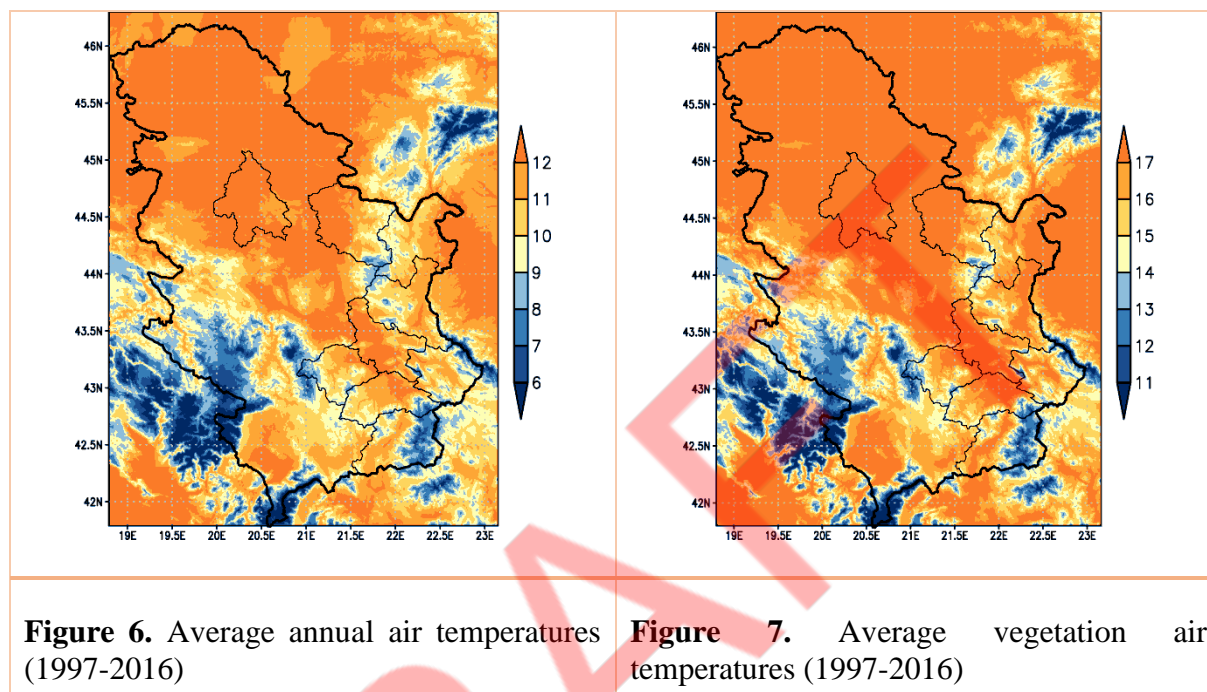 46N
45.5N
45N
44.5N
44N
43.5N
43N
42.5N
42N
19E 19.5E 20E 20.5E 21E 21.5E 22E 22.5E 23E
12
11
10
9
8
7
6
46N
45.5N
45N
44.5N
44N
43.5N
43N
42.5N
42N
19E 19.5E 20E 20.5E 21E 21.5E 22E 22.5E 23E
17
16
15
14
13
12
11
Figure 6. Average annual air temperatures
(1997-2016)
Figure 7. Average vegetation air
temperatures (1997-2016)